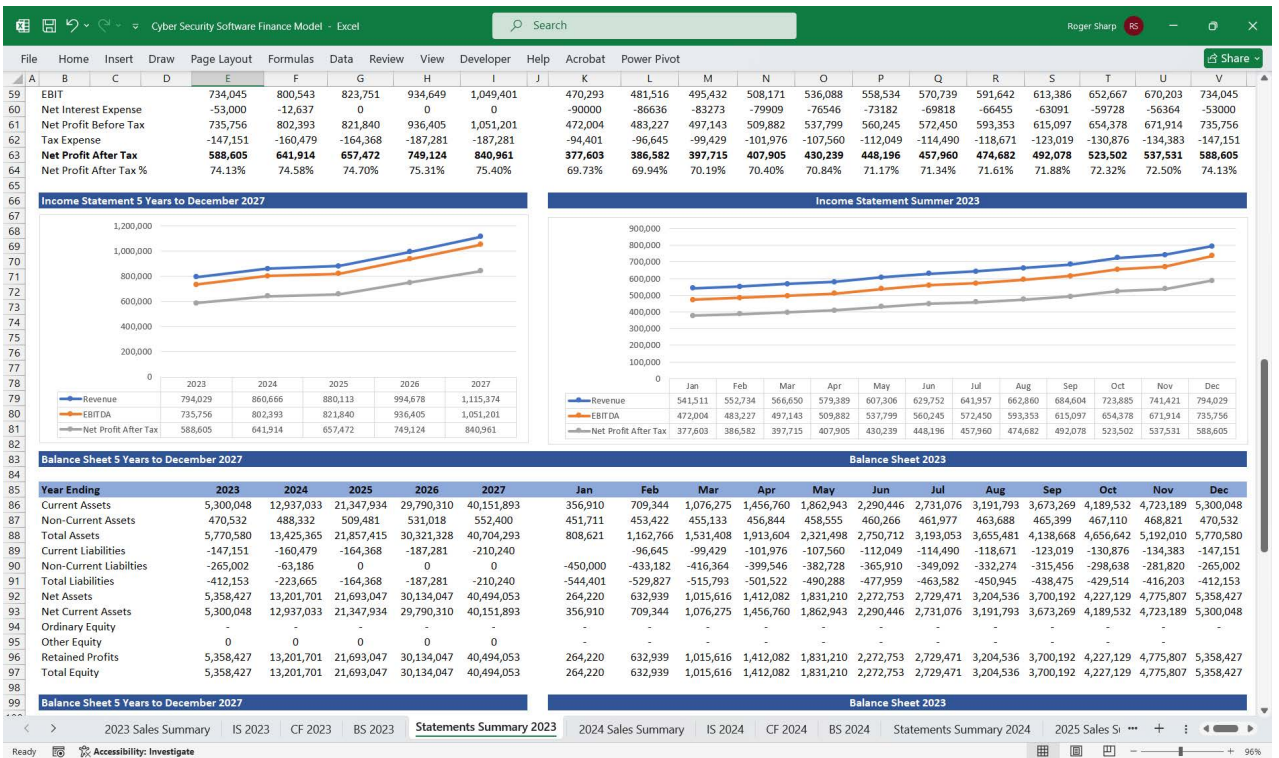 Cyber Security Software Finance Model - Excel Search Roger Sharp RS
File Home Insert Draw Page Layout Formulas Data Review View Developer Help Acrobat Power Pivot Share
A B C D E F G H I J K L M N O P Q R S T U V
59 EBIT 734,045 800,543 823,751 934,649 1,049,401 470,293 481,516 495,432 508,171 536,088 558,534 570,739 591,642 613,386 652,667 670,203 734,045
60 Net Interest Expense -53,000 -12,637 0 0 0 -90000 -86636 -83273 -79909 -76546 -73182 -69818 -66455 -63091 -59728 -56364 -53000
61 Net Profit Before Tax 735,756 802,393 821,840 936,405 1,051,201 472,004 483,227 497,143 509,882 537,799 560,245 572,450 593,353 615,097 654,378 671,914 735,756
62 Tax Expense -147,151 -160,479 -164,368 -187,281 -187,281 -94,401 -96,645 -99,429 -101,976 -107,560 -112,049 -114,490 -118,671 -123,019 -130,876 -134,383 -147,151
63 Net Profit After Tax 588,605 641,914 657,472 749,124 840,961 377,603 386,582 397,715 407,905 430,239 448,196 457,960 474,682 492,078 523,502 537,531 588,605
64 Net Profit After Tax % 74.13% 74.58% 74.70% 75.31% 75.40% 69.73% 69.94% 70.19% 70.40% 70.84% 71.17% 71.34% 71.61% 71.88% 72.32% 72.50% 74.13%
65
66 Income Statement 5 Years to December 2027 Income Statement Summer 2023
67
68 1,200,000 900,000
69 1,000,000 800,000
70 700,000
71 800,000 600,000
72 600,000 500,000
73 400,000
74 400,000 300,000
75 200,000
76 200,000 100,000
77 0 0
78 2023 2024 2025 2026 2027 Jan Feb Mar Apr May Jun Jul Aug Sep Oct Nov Dec
79 Revenue 794,029 860,666 880,113 994,678 1,115,374 Revenue 541,511 552,734 566,650 579,389 607,306 629,752 641,957 662,860 684,604 723,885 741,421 794,029
80 EBITDA 735,756 802,393 821,840 936,405 1,051,201 EBITDA 472,004 483,227 497,143 509,882 537,799 560,245 572,450 593,353 615,097 654,378 671,914 735,756
81 Net Profit After Tax 588,605 641,914 657,472 749,124 840,961 Net Profit After Tax 377,603 386,582 397,715 407,905 430,239 448,196 457,960 474,682 492,078 523,502 537,531 588,605
82
83 Balance Sheet 5 Years to December 2027 Balance Sheet 2023
84
85 Year Ending 2023 2024 2025 2026 2027 Jan Feb Mar Apr May Jun Jul Aug Sep Oct Nov Dec
86 Current Assets 5,300,048 12,937,033 21,347,934 29,790,310 40,151,893 356,910 709,344 1,076,275 1,456,760 1,862,943 2,290,446 2,731,076 3,191,793 3,673,269 4,189,532 4,723,189 5,300,048
87 Non-Current Assets 470,532 488,332 509,481 531,018 552,400 451,711 453,422 455,133 456,844 458,555 460,266 461,977 463,688 465,399 467,110 468,821 470,532
88 Total Assets 5,770,580 13,425,365 21,857,415 30,321,328 40,704,293 808,621 1,162,766 1,531,408 1,913,604 2,321,498 2,750,712 3,193,053 3,655,481 4,138,668 4,656,642 5,192,010 5,770,580
89 Current Liabilities -147,151 -160,479 -164,368 -187,281 -210,240 -96,645 -99,429 -101,976 -107,560 -112,049 -114,490 -118,671 -123,019 -130,876 -134,383 -147,151
90 Non-Current Liabilties -265,002 -63,186 0 0 0 -450,000 -433,182 -416,364 -399,546 -382,728 -365,910 -349,092 -332,274 -315,456 -298,638 -281,820 -265,002
91 Total Liabilities -412,153 -223,665 -164,368 -187,281 -210,240 -544,401 -529,827 -515,793 -501,522 -490,288 -477,959 -463,582 -450,945 -438,475 -429,514 -416,203 -412,153
92 Net Assets 5,358,427 13,201,701 21,693,047 30,134,047 40,494,053 264,220 632,939 1,015,616 1,412,082 1,831,210 2,272,753 2,729,471 3,204,536 3,700,192 4,227,129 4,775,807 5,358,427
93 Net Current Assets 5,300,048 12,937,033 21,347,934 29,790,310 40,151,893 356,910 709,344 1,076,275 1,456,760 1,862,943 2,290,446 2,731,076 3,191,793 3,673,269 4,189,532 4,723,189 5,300,048
94 Ordinary Equity - - - - - - - - - - - - - - - - -
95 Other Equity 0 0 0 0 0 - - - - - - - - - - - -
96 Retained Profits 5,358,427 13,201,701 21,693,047 30,134,047 40,494,053 264,220 632,939 1,015,616 1,412,082 1,831,210 2,272,753 2,729,471 3,204,536 3,700,192 4,227,129 4,775,807 5,358,427
97 Total Equity 5,358,427 13,201,701 21,693,047 30,134,047 40,494,053 264,220 632,939 1,015,616 1,412,082 1,831,210 2,272,753 2,729,471 3,204,536 3,700,192 4,227,129 4,775,807 5,358,427
98
99 Balance Sheet 5 Years to December 2027 Balance Sheet 2023
2023 Sales Summary IS 2023 CF 2023 BS 2023 Statements Summary 2023 2024 Sales Summary IS 2024 CF 2024 BS 2024 Statements Summary 2024 2025 Sales S ...
Ready Accessibility: Investigate 96%